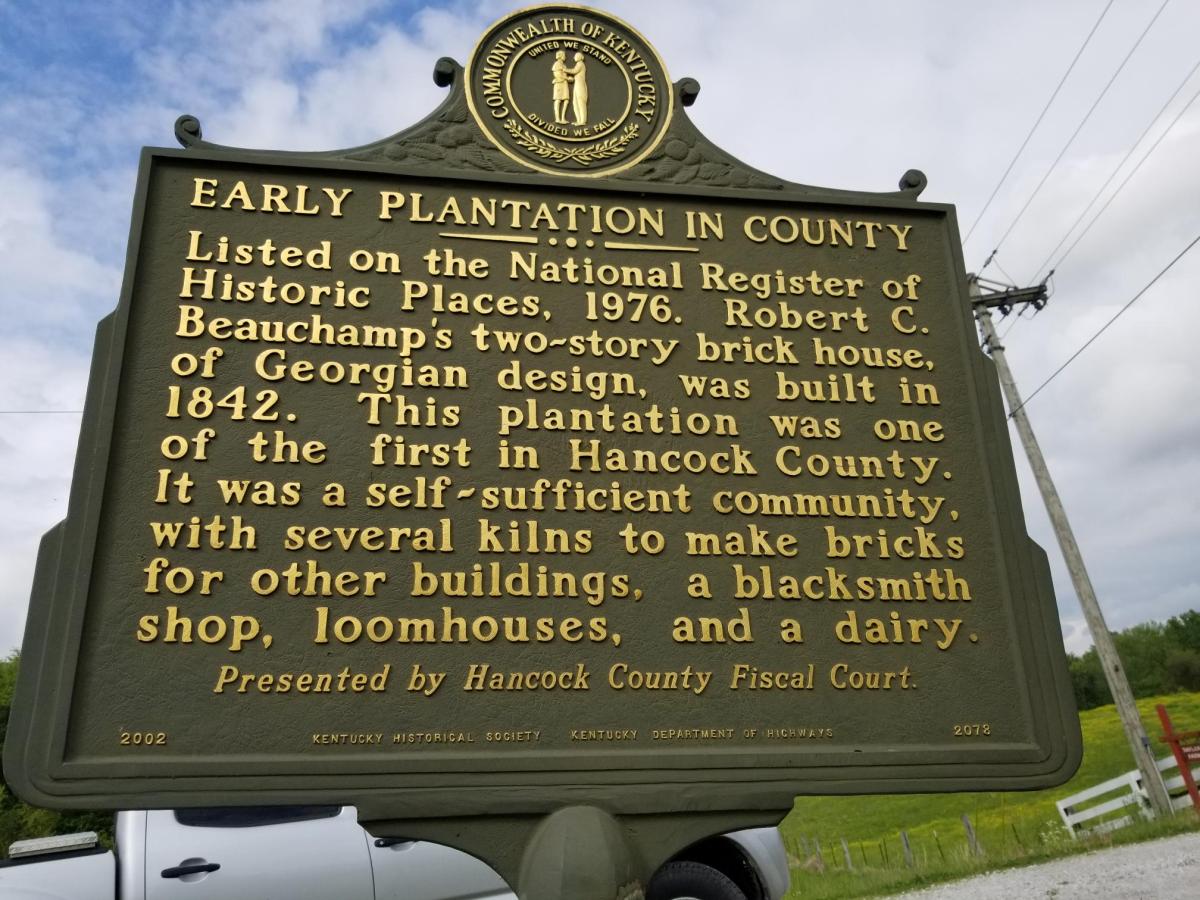 COMMONWEALTH OF KENTUCKY
UNITED WE STAND
DIVIDED WE FALL
EARLY PLANTATION IN COUNTY
Listed on the National Register of
Historic Places, 1976. Robert C.
Beauchamp's two-story brick house,
of Georgian design, was built in
1842. This plantation was one
of the first in Hancock County.
It was a self-sufficient community,
with several kilns to make bricks
for other buildings, a blacksmith
shop, loomhouses, and a dairy.
Presented by Hancock County Fiscal Court.
2002 KENTUCKY HISTORICAL SOCIETY KENTUCKY DEPARTMENT OF HIGHWAYS 2078